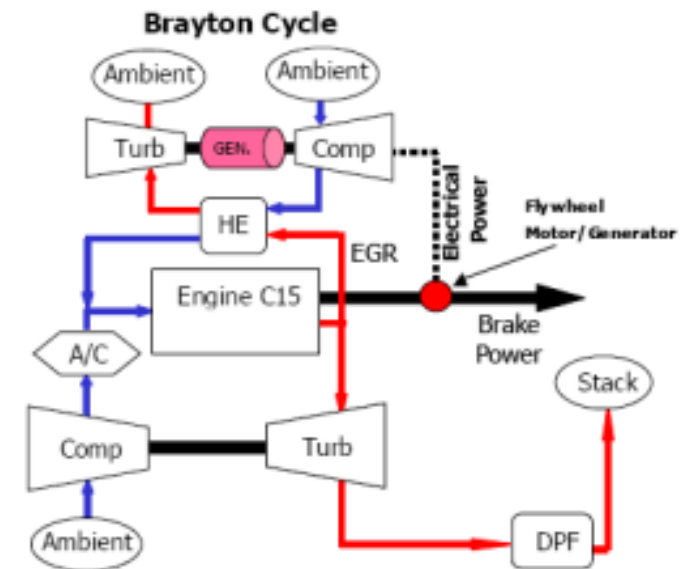 Brayton Cycle
Ambient
Ambient
Turb
GEN.
Comp
Electrical
Power
HE
Flywheel
Motor/Generator
EGR
Engine C15
Brake
Power
A/C
Stack
Comp
Turb
Ambient
DPF